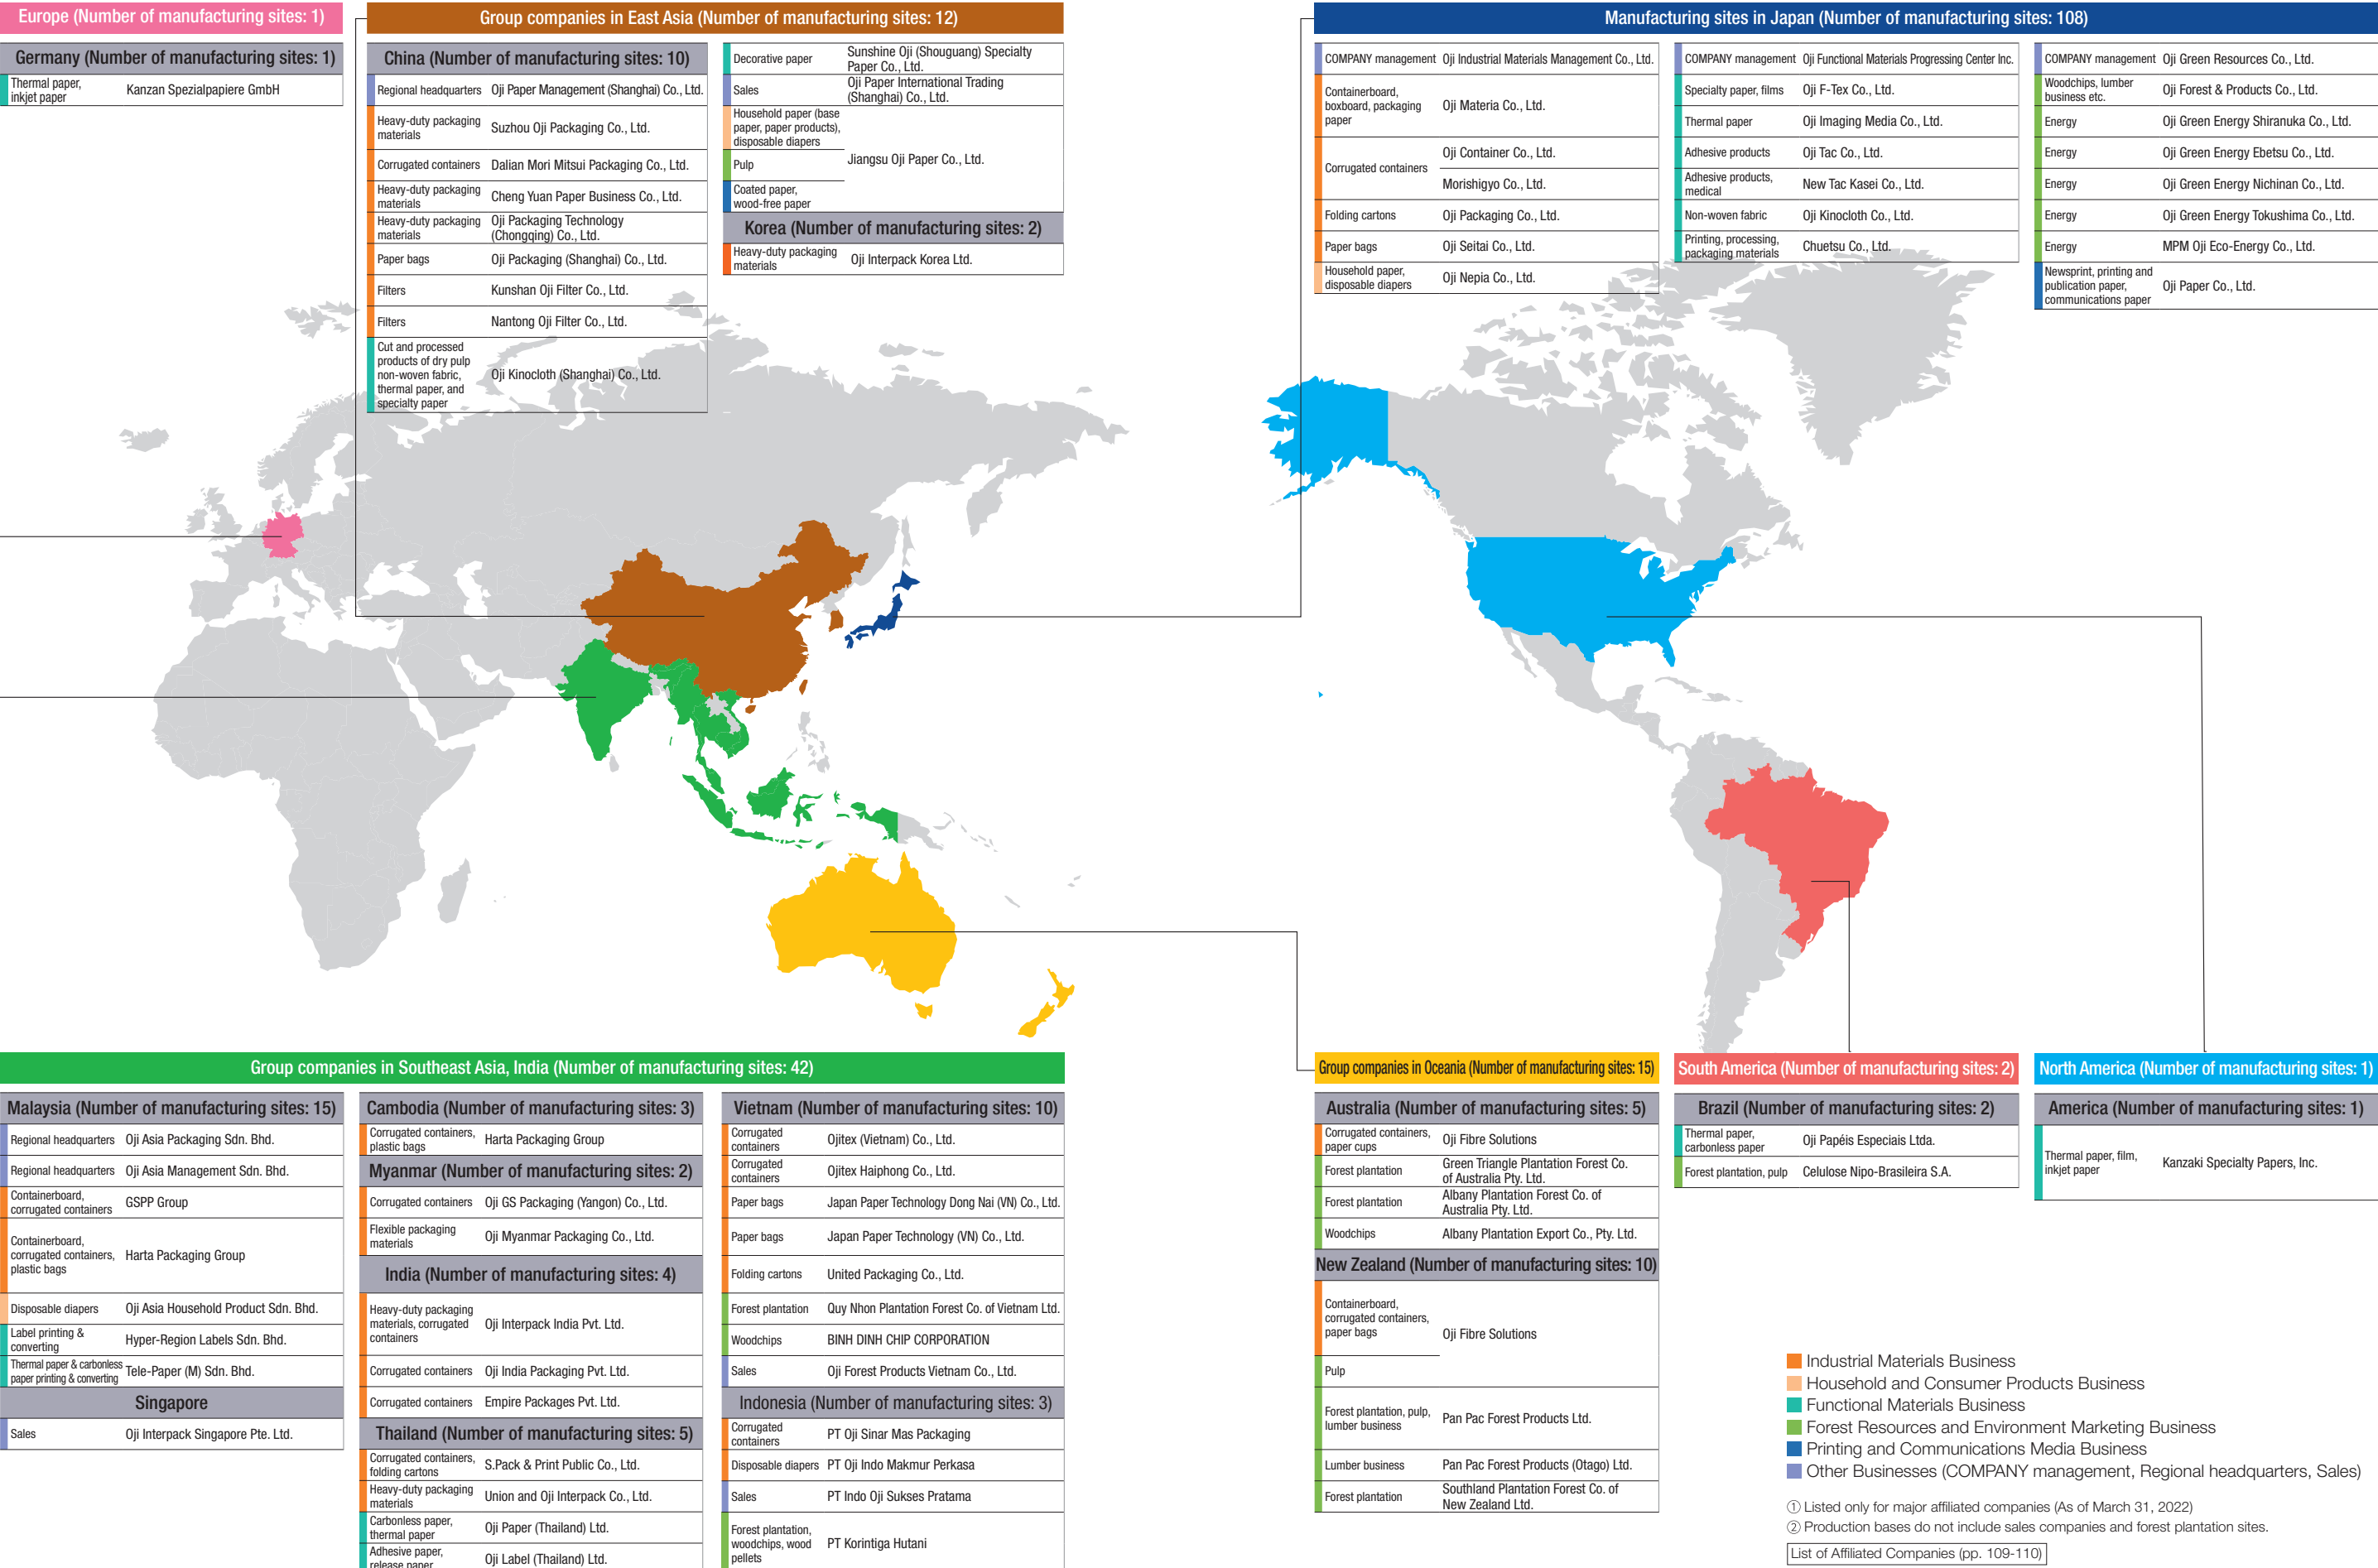 Europe (Number of manufacturing sites: 1)
Germany (Number of manufacturing sites: 1)
Thermal paper,
inkjet paper
Kanzan Spezialpapiere GmbH
Group companies in East Asia (Number of manufacturing sites: 12)
China (Number of manufacturing sites: 10)
Regional headquarters
Oji Paper Management (Shanghai) Co., Ltd.
Heavy-duty packaging
materials
Suzhou Oji Packaging Co., Ltd.
Corrugated containers
Dalian Mori Mitsui Packaging Co., Ltd.
Heavy-duty packaging
materials
Cheng Yuan Paper Business Co., Ltd.
Heavy-duty packaging
materials
Oji Packaging Technology
(Chongqing) Co., Ltd.
Paper bags
Oji Packaging (Shanghai) Co., Ltd.
Filters
Kunshan Oji Filter Co., Ltd.
Filters
Nantong Oji Filter Co., Ltd.
Cut and processed
products of dry pulp
non-woven fabric,
thermal paper, and
specialty paper
Oji Kinocloth (Shanghai) Co., Ltd.
Decorative paper
Sunshine Oji (Shouguang) Specialty
Paper Co., Ltd.
Sales
Oji Paper International Trading
(Shanghai) Co., Ltd.
Household paper (base
paper, paper products),
disposable diapers
Pulp
Coated paper,
wood-free paper
Jiangsu Oji Paper Co., Ltd.
Korea (Number of manufacturing sites: 2)
Heavy-duty packaging
materials
Oji Interpack Korea Ltd.
Manufacturing sites in Japan (Number of manufacturing sites: 108)
COMPANY management
Oji Industrial Materials Management Co., Ltd.
Containerboard,
boxboard, packaging
paper
Oji Materia Co., Ltd.
Corrugated containers
Oji Container Co., Ltd.
Morishigyo Co., Ltd.
Folding cartons
Oji Packaging Co., Ltd.
Paper bags
Oji Seitai Co., Ltd.
Household paper,
disposable diapers
Oji Nepia Co., Ltd.
COMPANY management
Oji Functional Materials Progressing Center Inc.
Specialty paper, films
Oji F-Tex Co., Ltd.
Thermal paper
Oji Imaging Media Co., Ltd.
Adhesive products
Oji Tac Co., Ltd.
Adhesive products,
medical
New Tac Kasei Co., Ltd.
Non-woven fabric
Oji Kinocloth Co., Ltd.
Printing, processing,
packaging materials
Chuetsu Co., Ltd.
COMPANY management
Oji Green Resources Co., Ltd.
Woodchips, lumber
business etc.
Oji Forest & Products Co., Ltd.
Energy
Oji Green Energy Shiranuka Co., Ltd.
Energy
Oji Green Energy Ebetsu Co., Ltd.
Energy
Oji Green Energy Nichinan Co., Ltd.
Energy
Oji Green Energy Tokushima Co., Ltd.
Energy
MPM Oji Eco-Energy Co., Ltd.
Newsprint, printing and
publication paper,
communications paper
Oji Paper Co., Ltd.
Group companies in Southeast Asia, India (Number of manufacturing sites: 42)
Malaysia (Number of manufacturing sites: 15)
Regional headquarters
Oji Asia Packaging Sdn. Bhd.
Regional headquarters
Oji Asia Management Sdn. Bhd.
Containerboard,
corrugated containers
GSPP Group
Containerboard,
corrugated containers,
plastic bags
Harta Packaging Group
Disposable diapers
Oji Asia Household Product Sdn. Bhd.
Label printing &
converting
Hyper-Region Labels Sdn. Bhd.
Thermal paper & carbonless
paper printing & converting
Tele-Paper (M) Sdn. Bhd.
Singapore
Sales
Oji Interpack Singapore Pte. Ltd.
Cambodia (Number of manufacturing sites: 3)
Corrugated containers,
plastic bags
Harta Packaging Group
Myanmar (Number of manufacturing sites: 2)
Corrugated containers
Oji GS Packaging (Yangon) Co., Ltd.
Flexible packaging
materials
Oji Myanmar Packaging Co., Ltd.
India (Number of manufacturing sites: 4)
Heavy-duty packaging
materials, corrugated
containers
Oji Interpack India Pvt. Ltd.
Corrugated containers
Oji India Packaging Pvt. Ltd.
Corrugated containers
Empire Packages Pvt. Ltd.
Thailand (Number of manufacturing sites: 5)
Corrugated containers,
folding cartons
S.Pack & Print Public Co., Ltd.
Heavy-duty packaging
materials
Union and Oji Interpack Co., Ltd.
Carbonless paper,
thermal paper
Oji Paper (Thailand) Ltd.
Adhesive paper,
release paper
Oji Label (Thailand) Ltd.
Vietnam (Number of manufacturing sites: 10)
Corrugated
containers
Ojitex (Vietnam) Co., Ltd.
Corrugated
containers
Ojitex Haiphong Co., Ltd.
Paper bags
Japan Paper Technology Dong Nai (VN) Co., Ltd.
Paper bags
Japan Paper Technology (VN) Co., Ltd.
Folding cartons
United Packaging Co., Ltd.
Forest plantation
Quy Nhon Plantation Forest Co. of Vietnam Ltd.
Woodchips
BINH DINH CHIP CORPORATION
Sales
Oji Forest Products Vietnam Co., Ltd.
Indonesia (Number of manufacturing sites: 3)
Corrugated
containers
PT Oji Sinar Mas Packaging
Disposable diapers
PT Oji Indo Makmur Perkasa
Sales
PT Indo Oji Sukses Pratama
Forest plantation,
woodchips, wood
pellets
PT Korintiga Hutani
Group companies in Oceania (Number of manufacturing sites: 15)
Australia (Number of manufacturing sites: 5)
Corrugated containers,
paper cups
Oji Fibre Solutions
Forest plantation
Green Triangle Plantation Forest Co.
of Australia Pty. Ltd.
Forest plantation
Albany Plantation Forest Co. of
Australia Pty. Ltd.
Woodchips
Albany Plantation Export Co., Pty. Ltd.
New Zealand (Number of manufacturing sites: 10)
Containerboard,
corrugated containers,
paper bags
Oji Fibre Solutions
Pulp
Forest plantation, pulp,
lumber business
Pan Pac Forest Products Ltd.
Lumber business
Pan Pac Forest Products (Otago) Ltd.
Forest plantation
Southland Plantation Forest Co. of
New Zealand Ltd.
South America (Number of manufacturing sites: 2)
Brazil (Number of manufacturing sites: 2)
Thermal paper,
carbonless paper
Oji Papéis Especiais Ltda.
Forest plantation, pulp
Celulose Nipo-Brasileira S.A.
North America (Number of manufacturing sites: 1)
America (Number of manufacturing sites: 1)
Thermal paper, film,
inkjet paper
Kanzaki Specialty Papers, Inc.
Industrial Materials Business
Household and Consumer Products Business
Functional Materials Business
Forest Resources and Environment Marketing Business
Printing and Communications Media Business
Other Businesses (COMPANY management, Regional headquarters, Sales)
① Listed only for major affiliated companies (As of March 31, 2022)
② Production bases do not include sales companies and forest plantation sites.
List of Affiliated Companies (pp. 109-110)